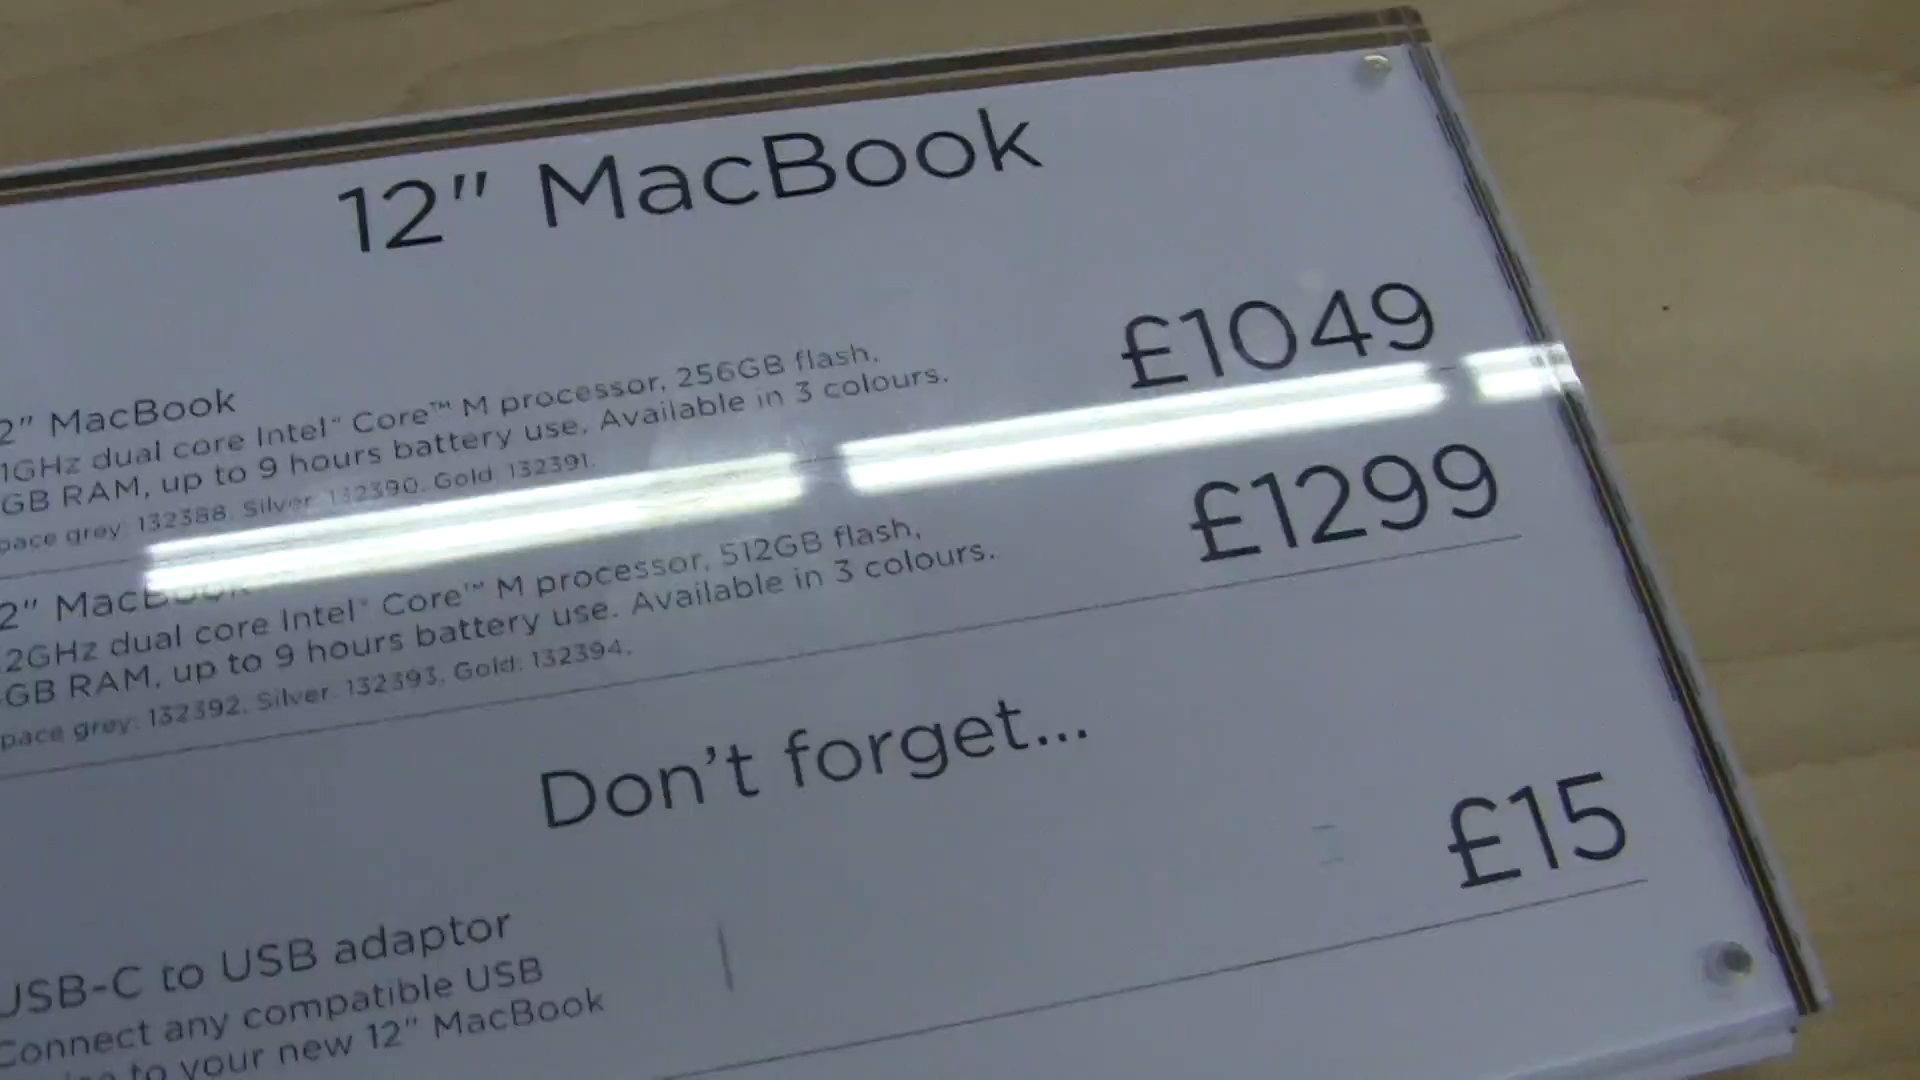 12" MacBook
2" MacBook
1GHz dual core Intel® Core™ M processor, 256GB flash,
GB RAM, up to 9 hours battery use. Available in 3 colours.
pace grey: 132388. Silver: 132390. Gold: 132391.
£1049
2" MacBook
2GHz dual core Intel® Core™ M processor, 512GB flash,
GB RAM, up to 9 hours battery use. Available in 3 colours.
pace grey: 132392. Silver: 132393. Gold: 132394.
£1299
Don't forget...
USB-C to USB adaptor
Connect any compatible USB
to your new 12" MacBook
£15